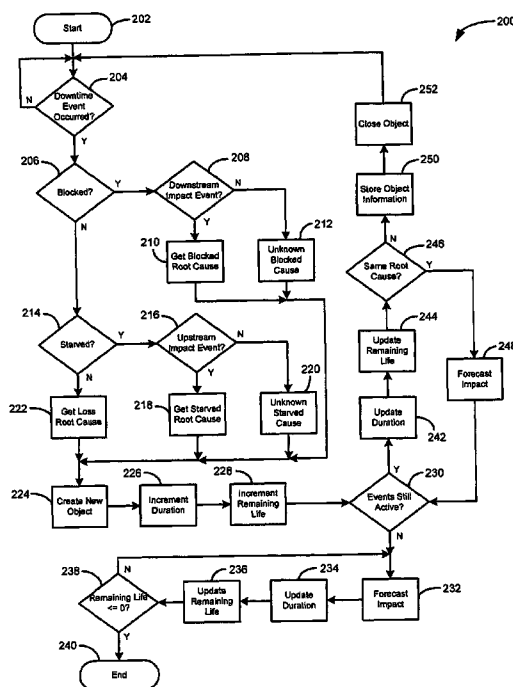 200
Start
202
Downtime
Event
Occurred?
204
N
Y
Blocked?
206
Y
N
Downstream
Impact Event?
208
N
Y
Get Blocked
Root Cause
210
Unknown
Blocked
Cause
212
Starved?
214
Y
N
Upstream
Impact Event?
216
N
Y
Get Starved
Root Cause
218
Unknown
Starved
Cause
220
Get Loss
Root Cause
222
Create New
Object
224
Increment
Duration
226
Increment
Remaining
Life
228
Events Still
Active?
230
Y
N
Forecast
Impact
232
Update
Duration
234
Update
Remaining
Life
236
Remaining Life
<= 0?
238
N
Y
End
240
Update
Duration
242
Update
Remaining
Life
244
Same Root
Cause?
246
N
Y
Forecast
Impact
248
Store Object
Information
250
Close Object
252